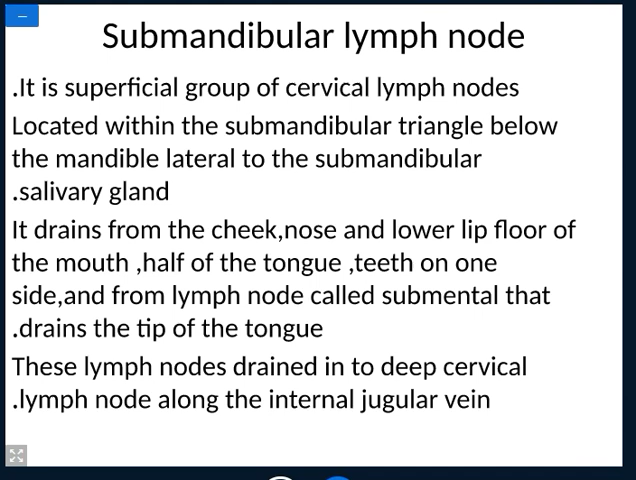 Submandibular lymph node
.It is superficial group of cervical lymph nodes
Located within the submandibular triangle below
the mandible lateral to the submandibular
.salivary gland
It drains from the cheek,nose and lower lip floor of
the mouth ,half of the tongue ,teeth on one
side,and from lymph node called submental that
.drains the tip of the tongue
These lymph nodes drained in to deep cervical
.lymph node along the internal jugular vein